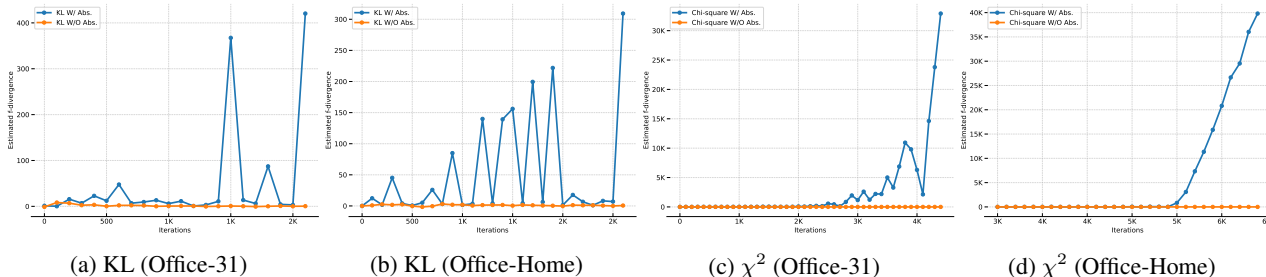 KL W/ Abs.
KL W/O Abs.
Estimated f-divergence
400
300
200
100
0
0
500
1K
1K
2K
Iterations
(a) KL (Office-31)
KL W/ Abs.
KL W/O Abs.
Estimated f-divergence
300
250
200
150
100
50
0
0
500
1K
1K
2K
Iterations
(b) KL (Office-Home)
Chi-square W/ Abs.
Chi-square W/O Abs.
Estimated f-divergence
30K
25K
20K
15K
10K
5K
0
0
1K
2K
3K
4K
Iterations
(c) χ² (Office-31)
Chi-square W/ Abs.
Chi-square W/O Abs.
Estimated f-divergence
40K
35K
30K
25K
20K
15K
10K
5K
0
3K
4K
4K
5K
5K
6K
6K
Iterations
(d) χ² (Office-Home)